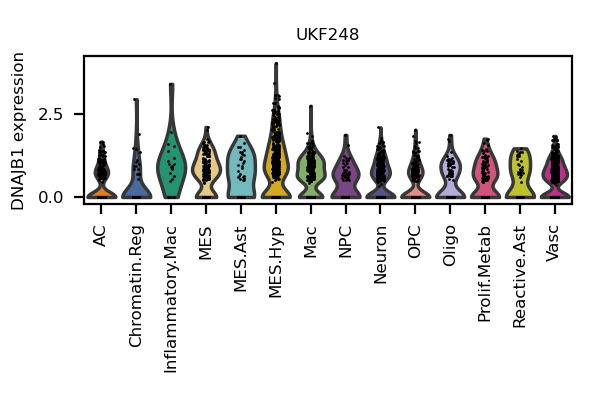 UKF248
DNAJB1 expression
2.5
0.0
AC
Chromatin.Reg
Inflammatory.Mac
MES
MES.Ast
MES.Hyp
Mac
NPC
Neuron
OPC
Oligo
Prolif.Metab
Reactive.Ast
Vasc